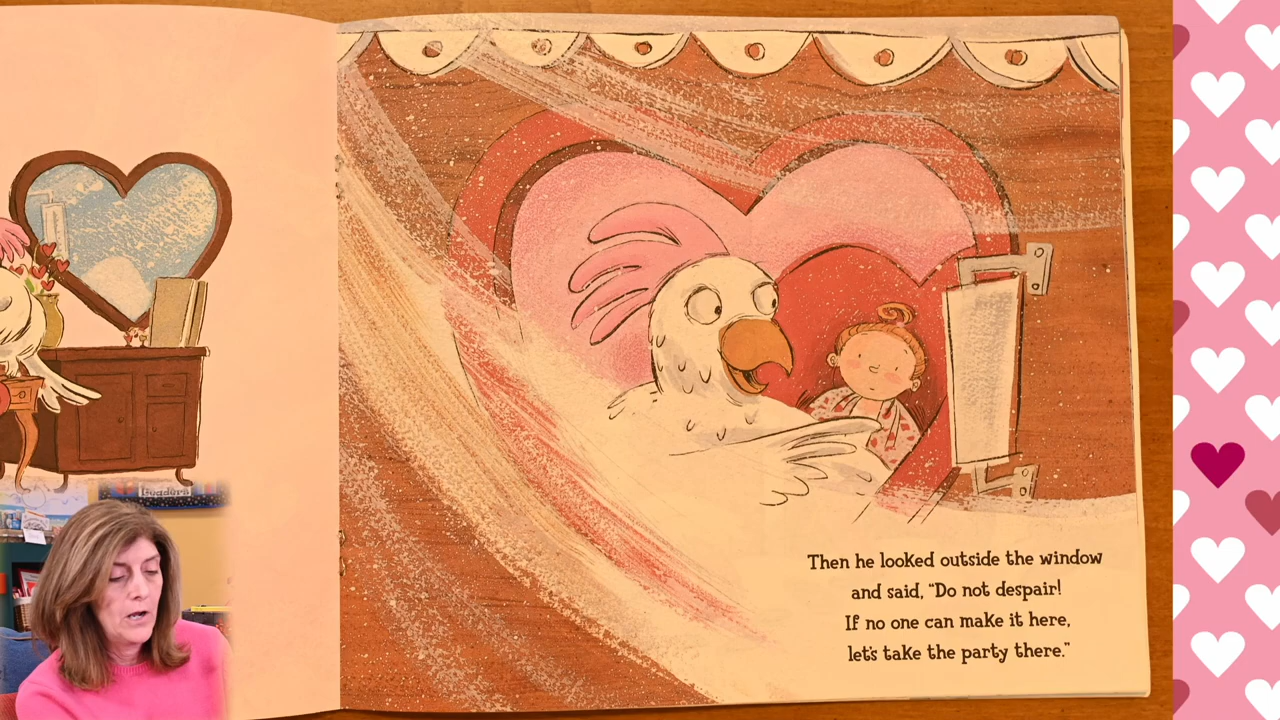 Readers
Then he looked outside the window
and said, “Do not despair!
If no one can make it here,
let's take the party there.”